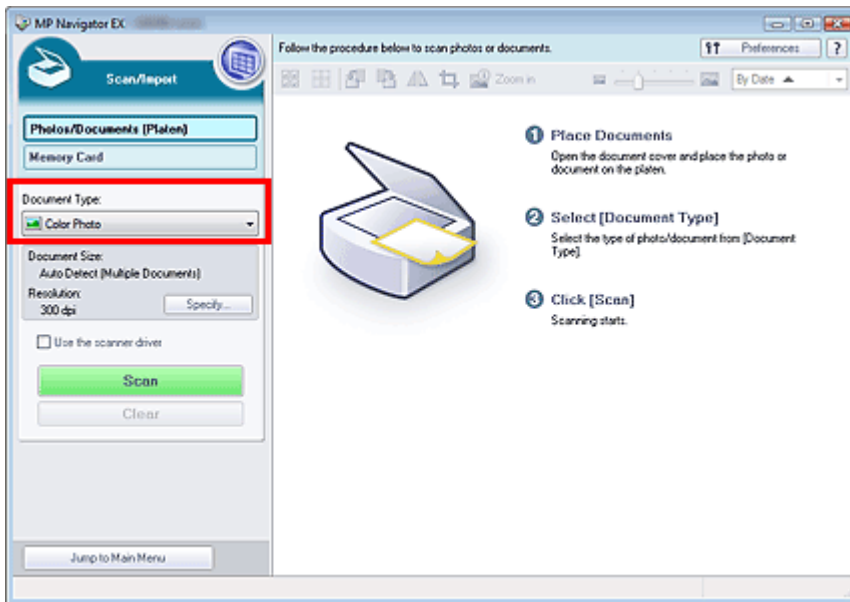 MP Navigator EX
Scan/Import
Photos/Documents (Platen)
Memory Card
Document Type:
Color Photo
Document Size:
Auto Detect (Multiple Documents)
Resolution:
300 dpi
Specify...
Use the scanner driver
Scan
Clear
Jump to Main Menu
Follow the procedure below to scan photos or documents.
Preferences
?
Zoom in
By Date
1 Place Documents
Open the document cover and place the photo or
document on the platen.
2 Select [Document Type]
Select the type of photo/document from [Document
Type]
3 Click [Scan]
Scanning starts.